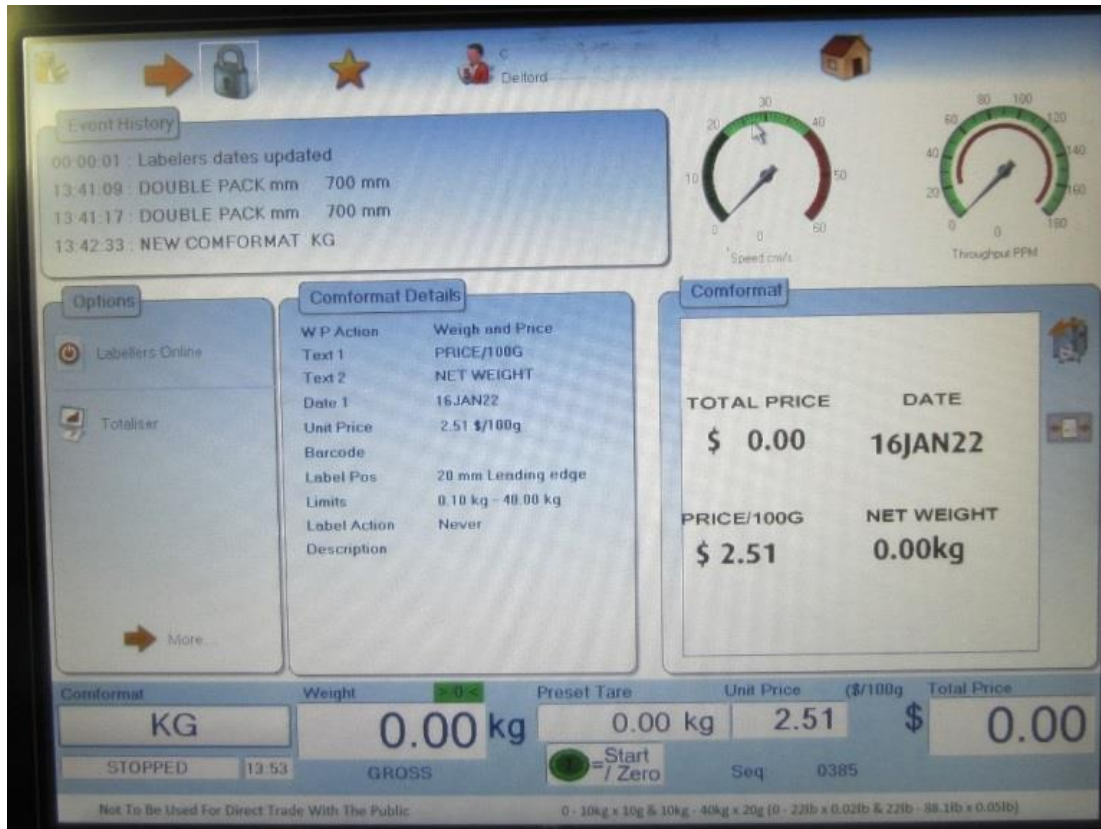 C
Delford
Event History
00:00:01 : Labelers dates updated
13:41:09 : DOUBLE PACK mm 700 mm
13:41:17 : DOUBLE PACK mm 700 mm
13:42:33 : NEW COMFORMAT KG
0 10 20 30 40 50 60
0
Speed cm/s
0 20 40 60 80 100 120 140 160 180
0
Throughput PPM
Options
Labellers Online
Totaliser
More...
Comformat Details
W P Action Weigh and Price
Text 1 PRICE/100G
Text 2 NET WEIGHT
Date 1 16JAN22
Unit Price 2.51 $/100g
Barcode
Label Pos 20 mm Leading edge
Limits 0.10 kg - 40.00 kg
Label Action Never
Description
Comformat
TOTAL PRICE DATE
$ 0.00 16JAN22
PRICE/100G NET WEIGHT
$ 2.51 0.00kg
Comformat Weight > 0 < Preset Tare Unit Price ($/100g Total Price
KG 0.00 kg 0.00 kg 2.51 $ 0.00
STOPPED 13:53 GROSS = Start / Zero Seq 0385
Not To Be Used For Direct Trade With The Public 0 - 10kg x 10g & 10kg - 40kg x 20g (0 - 22lb x 0.02lb & 22lb - 88.1lb x 0.05lb)